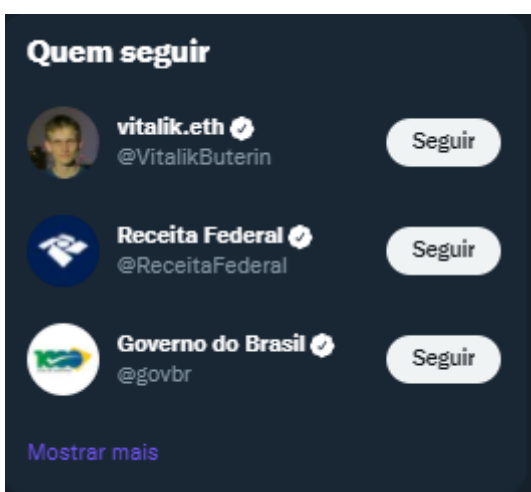 Quem seguir
vitalik.eth
@VitalikButerin
Seguir
Receita Federal
@ReceitaFederal
Seguir
Governo do Brasil
@govbr
Seguir
Mostrar mais